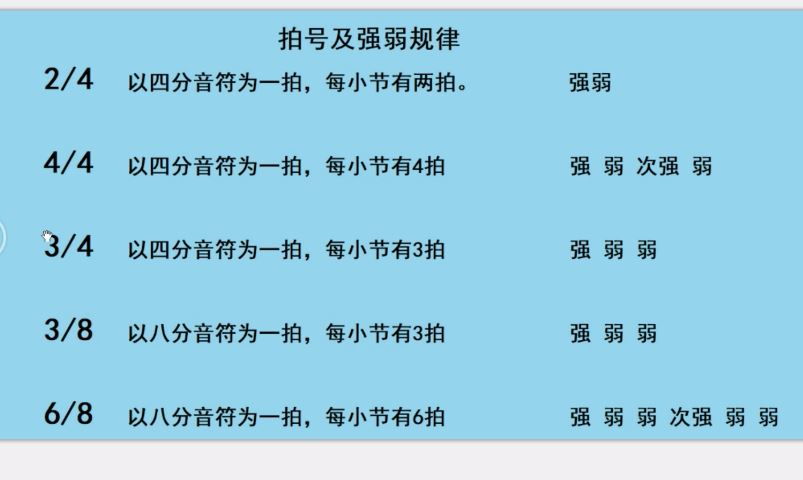 拍号及强弱规律
2/4 以四分音符为一拍，每小节有两拍。 强弱
4/4 以四分音符为一拍，每小节有4拍 强 弱 次强 弱
3/4 以四分音符为一拍，每小节有3拍 强 弱 弱
3/8 以八分音符为一拍，每小节有3拍 强 弱 弱
6/8 以八分音符为一拍，每小节有6拍 强 弱 弱 次强 弱 弱